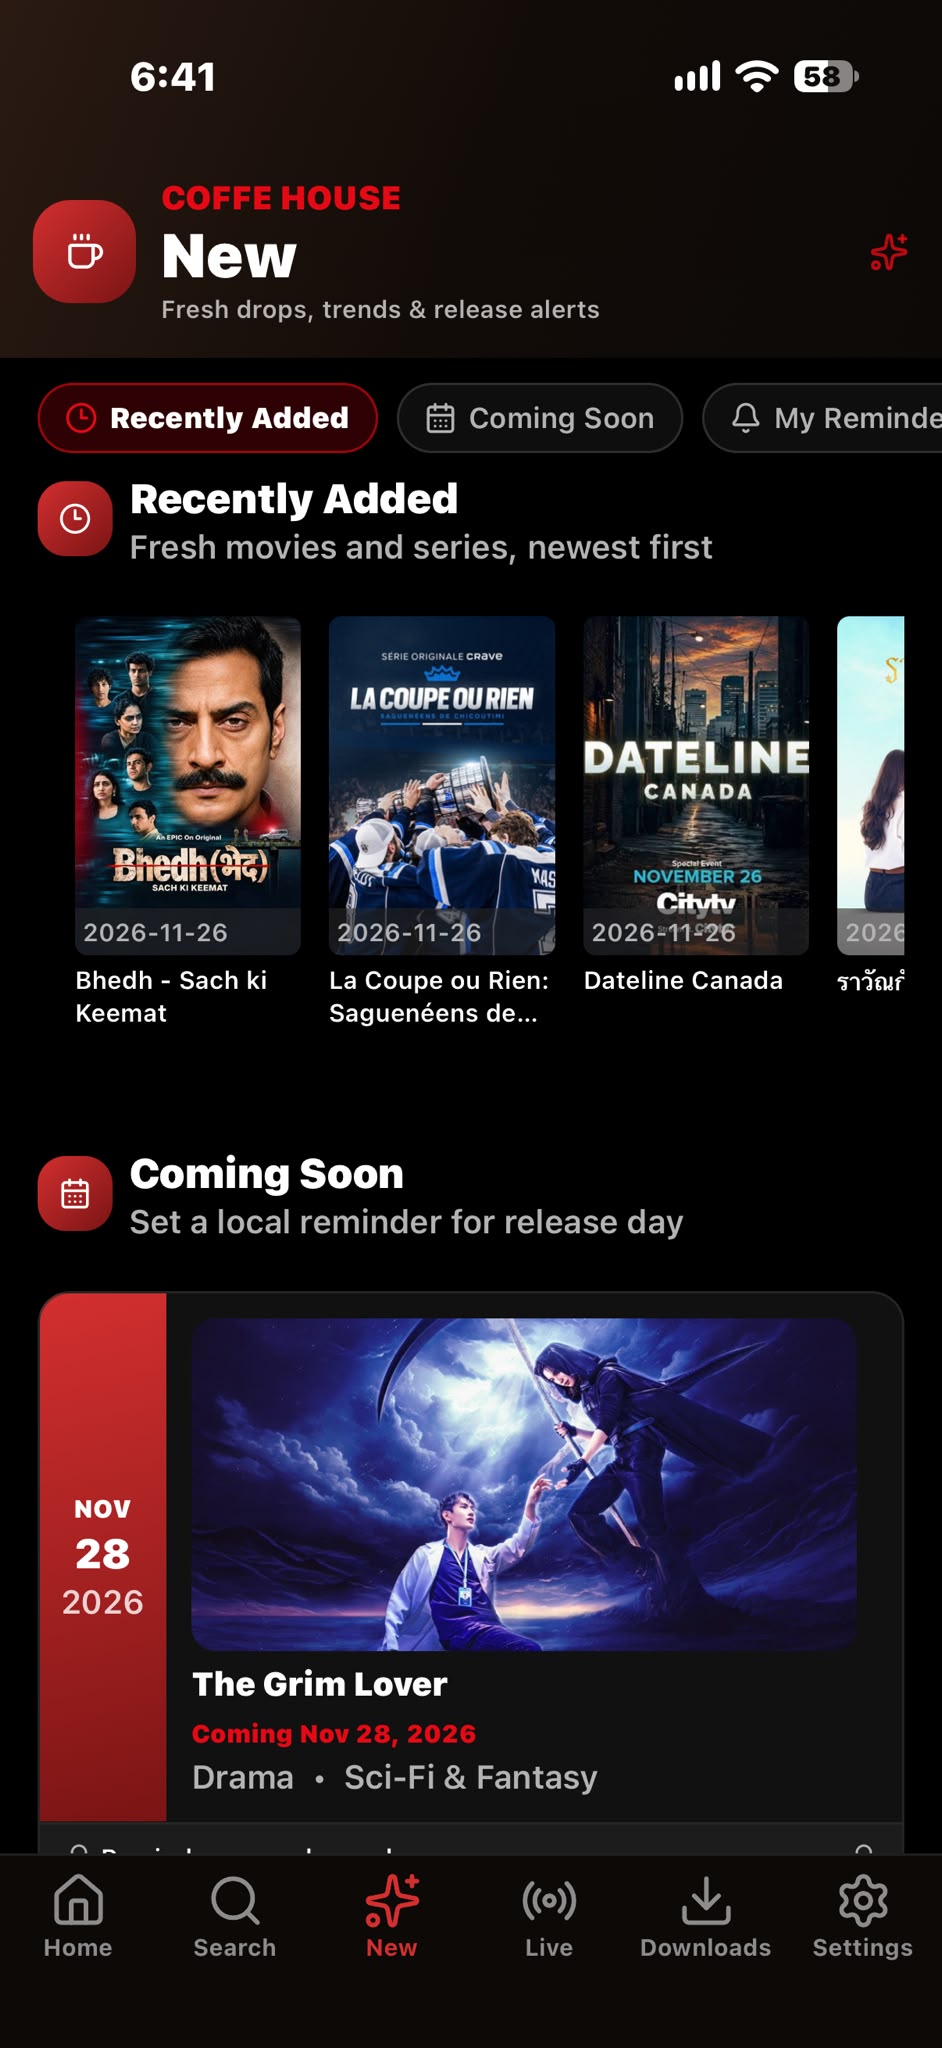 6:41
58
COFFE HOUSE
New
Fresh drops, trends & release alerts
Recently Added
Coming Soon
My Reminde
Recently Added
Fresh movies and series, newest first
An EPIC On Original
Bhedh (भेद)
SACH KI KEEMAT
2026-11-26
Bhedh - Sach ki
Keemat
SÉRIE ORIGINALE crave
LA COUPE OU RIEN
SAGUENÉENS DE CHICOUTIMI
2026-11-26
La Coupe ou Rien:
Saguenéens de...
DATELINE
CANADA
Special Event
NOVEMBER 26
Citytv
2026-11-26
Dateline Canada
2026
Coming Soon
Set a local reminder for release day
NOV
28
2026
The Grim Lover
Coming Nov 28, 2026
Drama • Sci-Fi & Fantasy
Home
Search
New
Live
Downloads
Settings